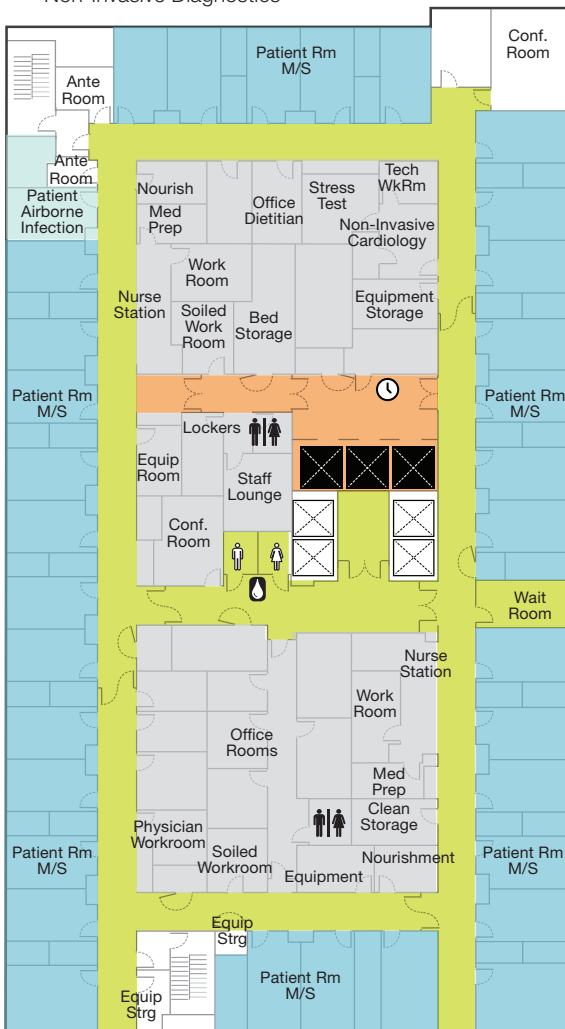 Non-Invasive Diagnostics
Conf.
Room
Patient Rm
M/S
Ante
Room
Ante
Room
Patient
Airborne
Infection
Nourish
Med
Prep
Office
Dietitian
Stress
Test
Tech
WkRm
Non-Invasive
Cardiology
Work
Room
Nurse
Station
Soiled
Work
Room
Bed
Storage
Equipment
Storage
Patient Rm
M/S
Patient Rm
M/S
Lockers
Equip
Room
Staff
Lounge
Conf.
Room
Wait
Room
Nurse
Station
Work
Room
Office
Rooms
Med
Prep
Clean
Storage
Physician
Workroom
Soiled
Workroom
Nourishment
Equipment
Patient Rm
M/S
Patient Rm
M/S
Equip
Strg
Patient Rm
M/S
Equip
Strg